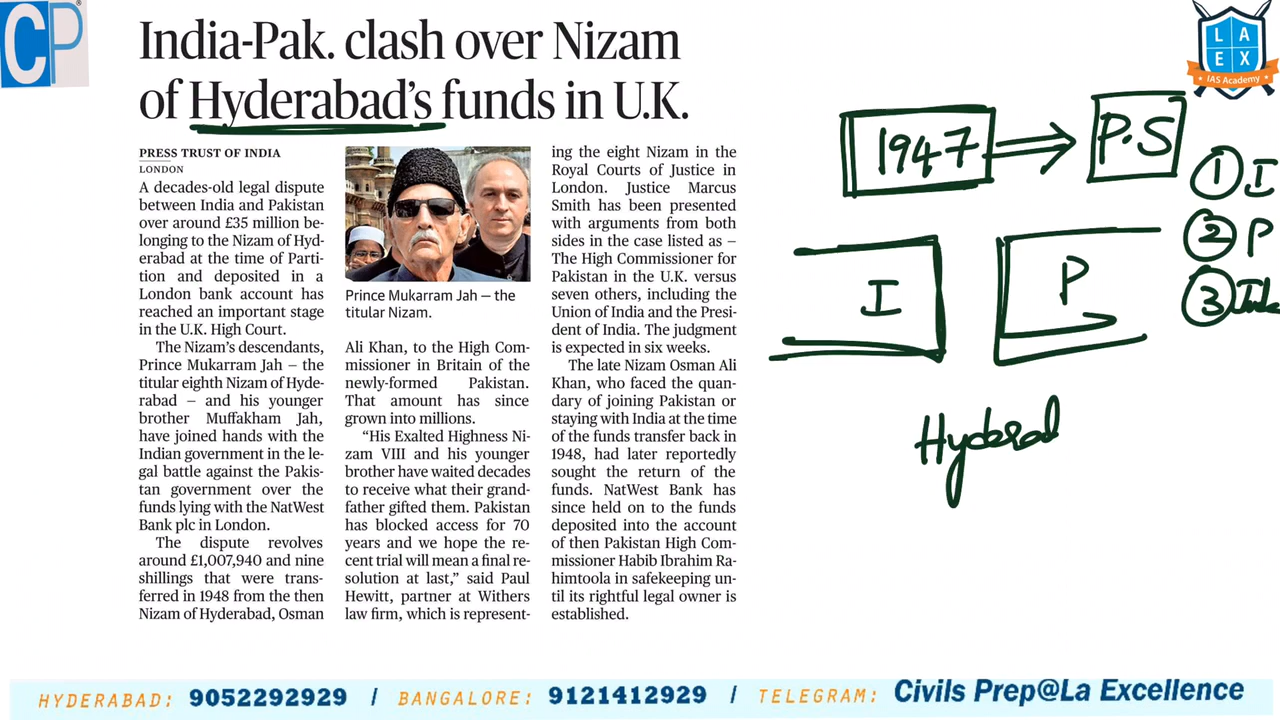 CP
India-Pak. clash over Nizam
of Hyderabad's funds in U.K.
PRESS TRUST OF INDIA
LONDON
A decades-old legal dispute
between India and Pakistan
over around £35 million be-
longing to the Nizam of Hyd-
erabad at the time of Parti-
tion and deposited in a
London bank account has
reached an important stage
in the U.K. High Court.
The Nizam's descendants,
Prince Mukarram Jah – the
titular eighth Nizam of Hyde-
rabad – and his younger
brother Muffakham Jah,
have joined hands with the
Indian government in the le-
gal battle against the Pakis-
tan government over the
funds lying with the NatWest
Bank plc in London.
The dispute revolves
around £1,007,940 and nine
shillings that were trans-
ferred in 1948 from the then
Nizam of Hyderabad, Osman
Prince Mukarram Jah – the
titular Nizam.
Ali Khan, to the High Com-
missioner in Britain of the
newly-formed Pakistan.
That amount has since
grown into millions.
“His Exalted Highness Ni-
zam VIII and his younger
brother have waited decades
to receive what their grand-
father gifted them. Pakistan
has blocked access for 70
years and we hope the re-
cent trial will mean a final re-
solution at last,” said Paul
Hewitt, partner at Withers
law firm, which is represent-
ing the eight Nizam in the
Royal Courts of Justice in
London. Justice Marcus
Smith has been presented
with arguments from both
sides in the case listed as –
The High Commissioner for
Pakistan in the U.K. versus
seven others, including the
Union of India and the Presi-
dent of India. The judgment
is expected in six weeks.
The late Nizam Osman Ali
Khan, who faced the quan-
dary of joining Pakistan or
staying with India at the time
of the funds transfer back in
1948, had later reportedly
sought the return of the
funds. NatWest Bank has
since held on to the funds
deposited into the account
of then Pakistan High Com-
missioner Habib Ibrahim Ra-
himtoola in safekeeping un-
til its rightful legal owner is
established.
LA
EX
IAS Academy
1947 ⇒ P.S
① I
② P
③
I P
Hyderab
HYDERABAD: 9052292929 / BANGALORE: 9121412929 / TELEGRAM: Civils Prep@La Excellence